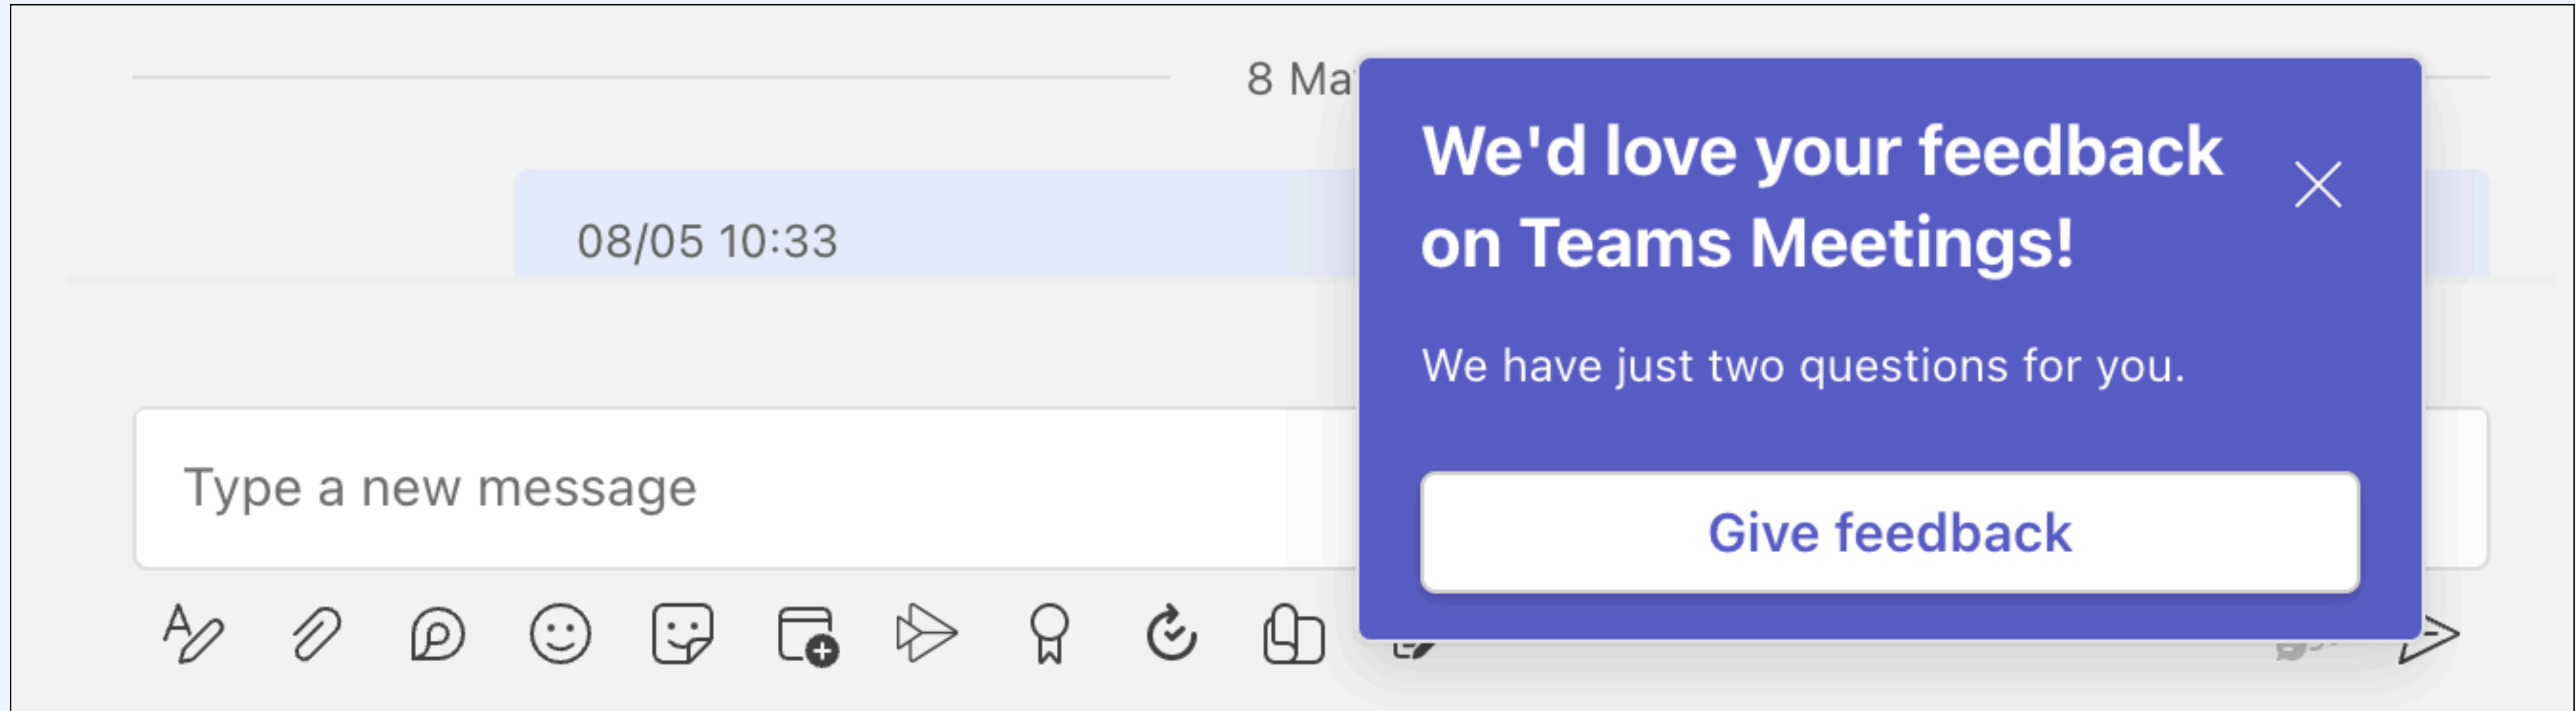 8 Ma
We'd love your feedback
on Teams Meetings!
08/05 10:33
We have just two questions for you.
Type a new message
Give feedback